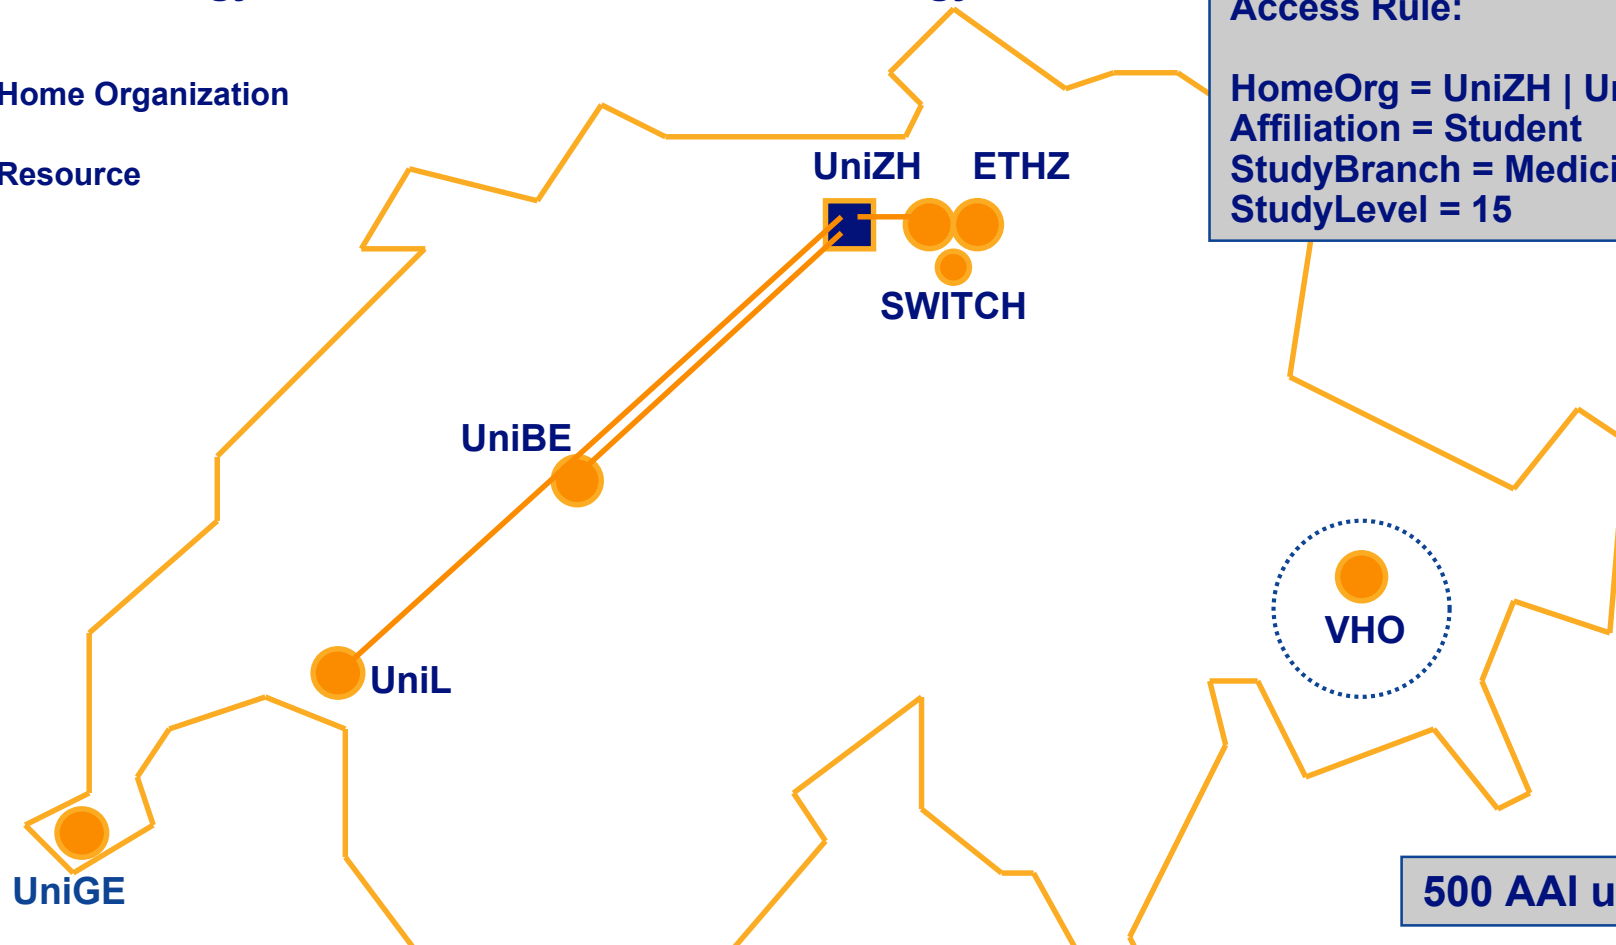 Access Rule:
Home Organization
HomeOrg = UniZH |
Affiliation = Student
Resource
StudyBranch =
StudyLevel = 15
UniZH
ETHZ
SWITCH
UniBE
VHO
UniL
UniGE
500 AAI